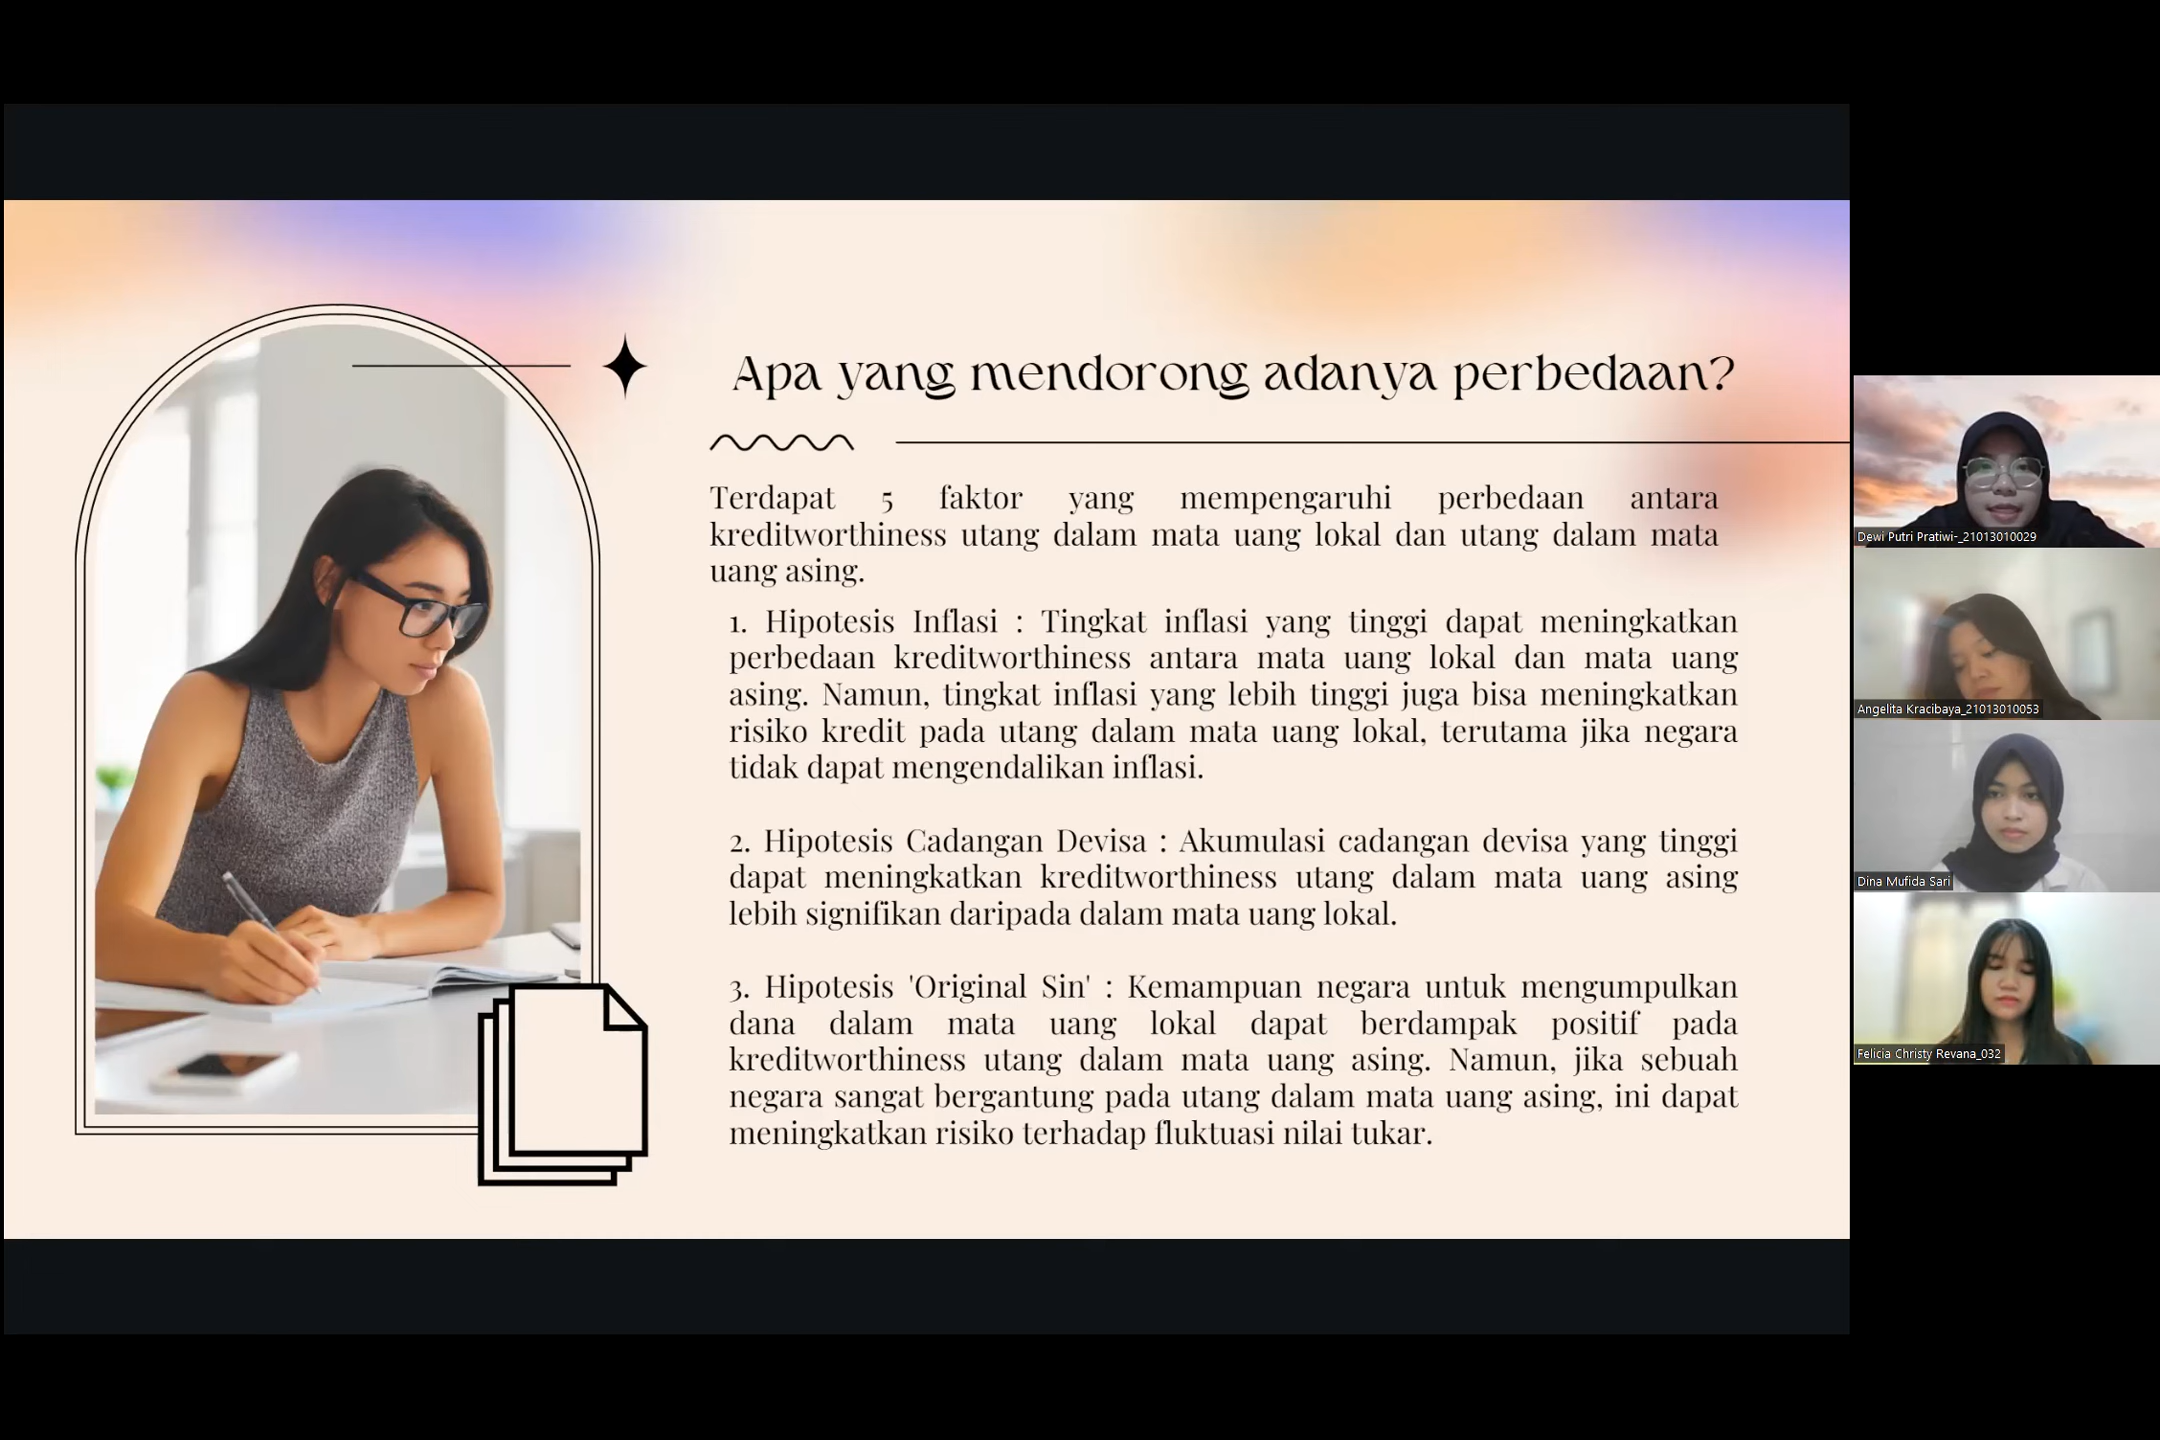 Apa yang mendorong adanya perbedaan?
Terdapat 5 faktor yang mempengaruhi perbedaan antara
kreditworthiness utang dalam mata uang lokal dan utang dalam mata
uang asing.
1. Hipotesis Inflasi : Tingkat inflasi yang tinggi dapat meningkatkan
perbedaan kreditworthiness antara mata uang lokal dan mata uang
asing. Namun, tingkat inflasi yang lebih tinggi juga bisa meningkatkan
risiko kredit pada utang dalam mata uang lokal, terutama jika negara
tidak dapat mengendalikan inflasi.
2. Hipotesis Cadangan Devisa : Akumulasi cadangan devisa yang tinggi
dapat meningkatkan kreditworthiness utang dalam mata uang asing
lebih signifikan daripada dalam mata uang lokal.
3. Hipotesis 'Original Sin' : Kemampuan negara untuk mengumpulkan
dana dalam mata uang lokal dapat berdampak positif pada
kreditworthiness utang dalam mata uang asing. Namun, jika sebuah
negara sangat bergantung pada utang dalam mata uang asing, ini dapat
meningkatkan risiko terhadap fluktuasi nilai tukar.
Dewi Putri Pratiwi-_21013010029
Angelita Kracibaya_21013010053
Dina Mufida Sari
Felicia Christy Revana_032